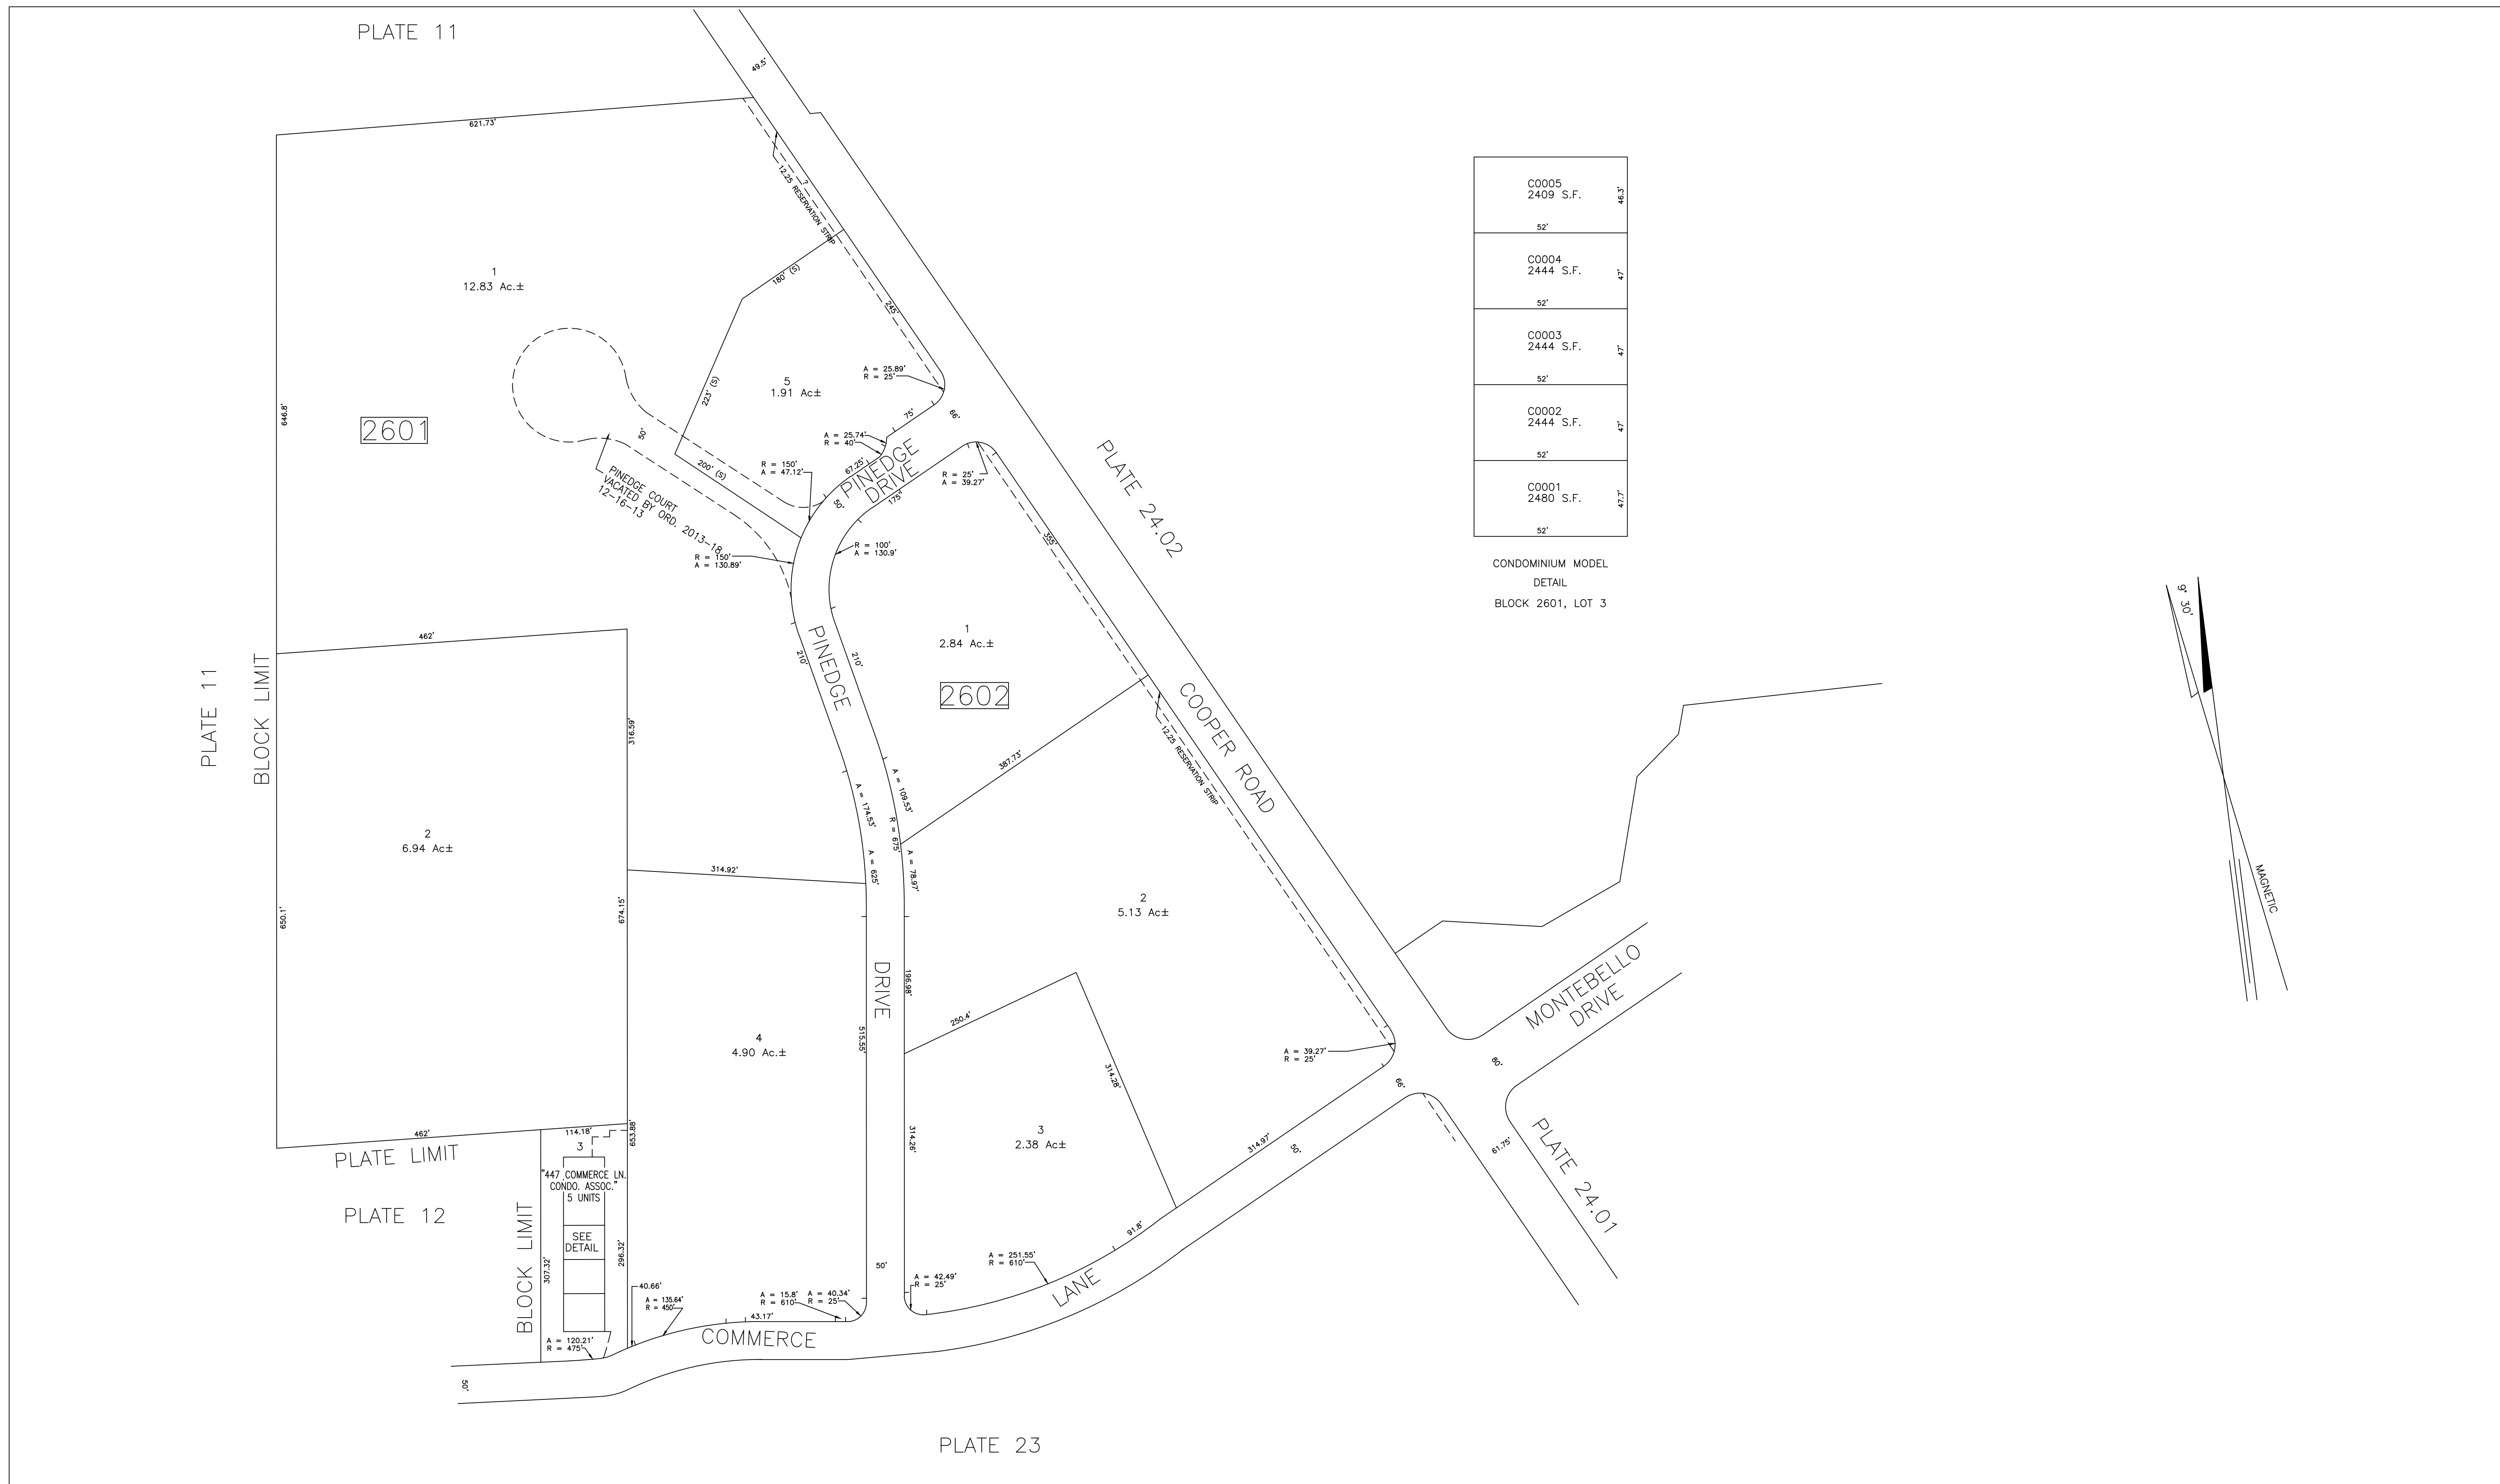 PLATE 11
49.5'
621.73'
?
12.25 RESERVATION STRIP
1
12.83 Ac.±
180' (S)
245'
223' (S)
5
1.91 Ac±
A = 25.89'
R = 25'
75'
66'
2601
646.8'
50'
A = 25.74'
R = 40'
67.25'
PINEDGE
DRIVE
200' (S)
R = 150'
A = 47.12'
R = 25'
A = 39.27'
175'
50'
PINEDGE COURT
VACATED BY ORD. 2013-18
12-16-13
R = 150'
A = 130.89'
R = 100'
A = 130.9'
355'
PLATE 24.02
C0005
2409 S.F.
46.3'
52'
C0004
2444 S.F.
47'
52'
C0003
2444 S.F.
47'
52'
C0002
2444 S.F.
47'
52'
C0001
2480 S.F.
47.7'
52'
CONDOMINIUM MODEL
DETAIL
BLOCK 2601, LOT 3
9° 30'
MAGNETIC
462'
PLATE 11
BLOCK LIMIT
PINEDGE
210'
210'
1
2.84 Ac.±
2602
316.59'
COOPER ROAD
12.25 RESERVATION STRIP
387.73'
A = 174.53'
A = 109.53'
R = 675'
2
6.94 Ac±
314.92'
A = 625'
A = 78.97'
650.1'
674.15'
2
5.13 Ac±
DRIVE
196.98'
515.55'
250.4'
MONTEBELLO
DRIVE
4
4.90 Ac.±
314.28'
A = 39.27'
R = 25'
80'
66'
462'
PLATE LIMIT
114.18'
653.88'
3
3
2.38 Ac±
314.26'
314.97'
50'
61.75'
PLATE 24.01
"447 COMMERCE LN.
CONDO. ASSOC."
5 UNITS
PLATE 12
BLOCK LIMIT
SEE
DETAIL
307.32'
296.32'
91.8'
A = 251.55'
R = 610'
50'
A = 42.49'
R = 25'
40.66'
A = 135.64'
R = 450'
A = 15.8'
R = 610'
A = 40.34'
R = 25'
43.17'
LANE
COMMERCE
A = 120.21'
R = 475'
50'
PLATE 23